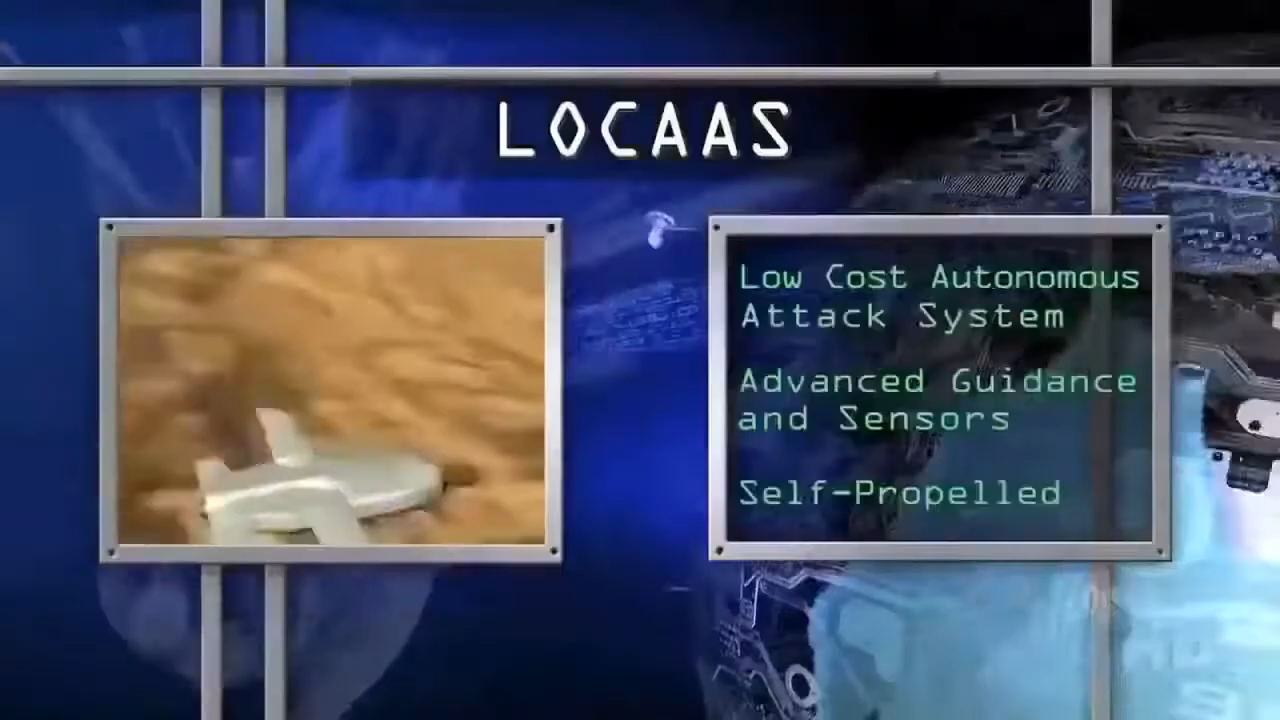 LOCAAS
Low Cost Autonomous
Attack System
Advanced Guidance
and Sensors
Self-Propelled